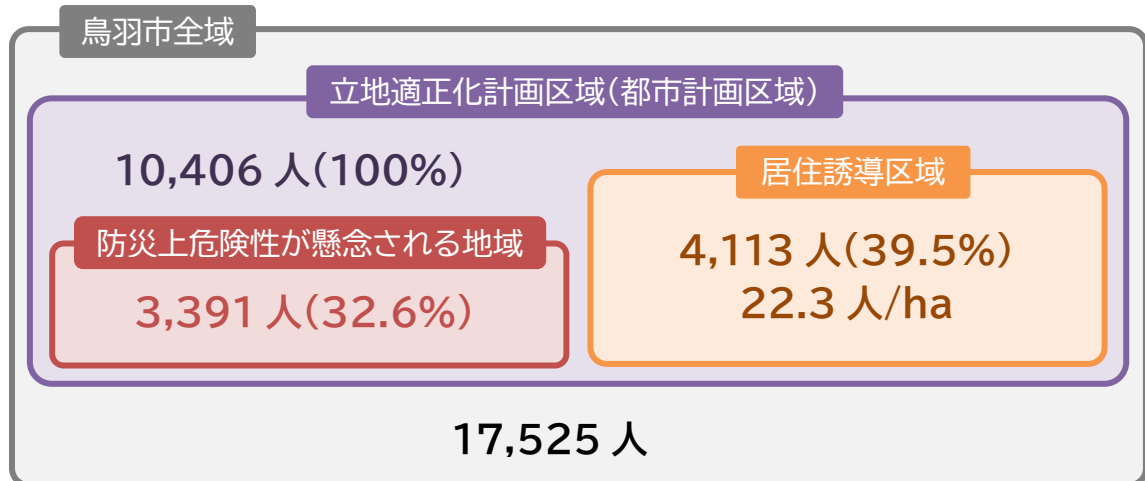 鳥羽市全域
立地適正化計画区域(都市計画区域)
10,406 人(100%)
防災上危険性が懸念される地域
3,391 人(32.6%)
居住誘導区域
4,113 人(39.5%)
22.3 人/ha
17,525 人